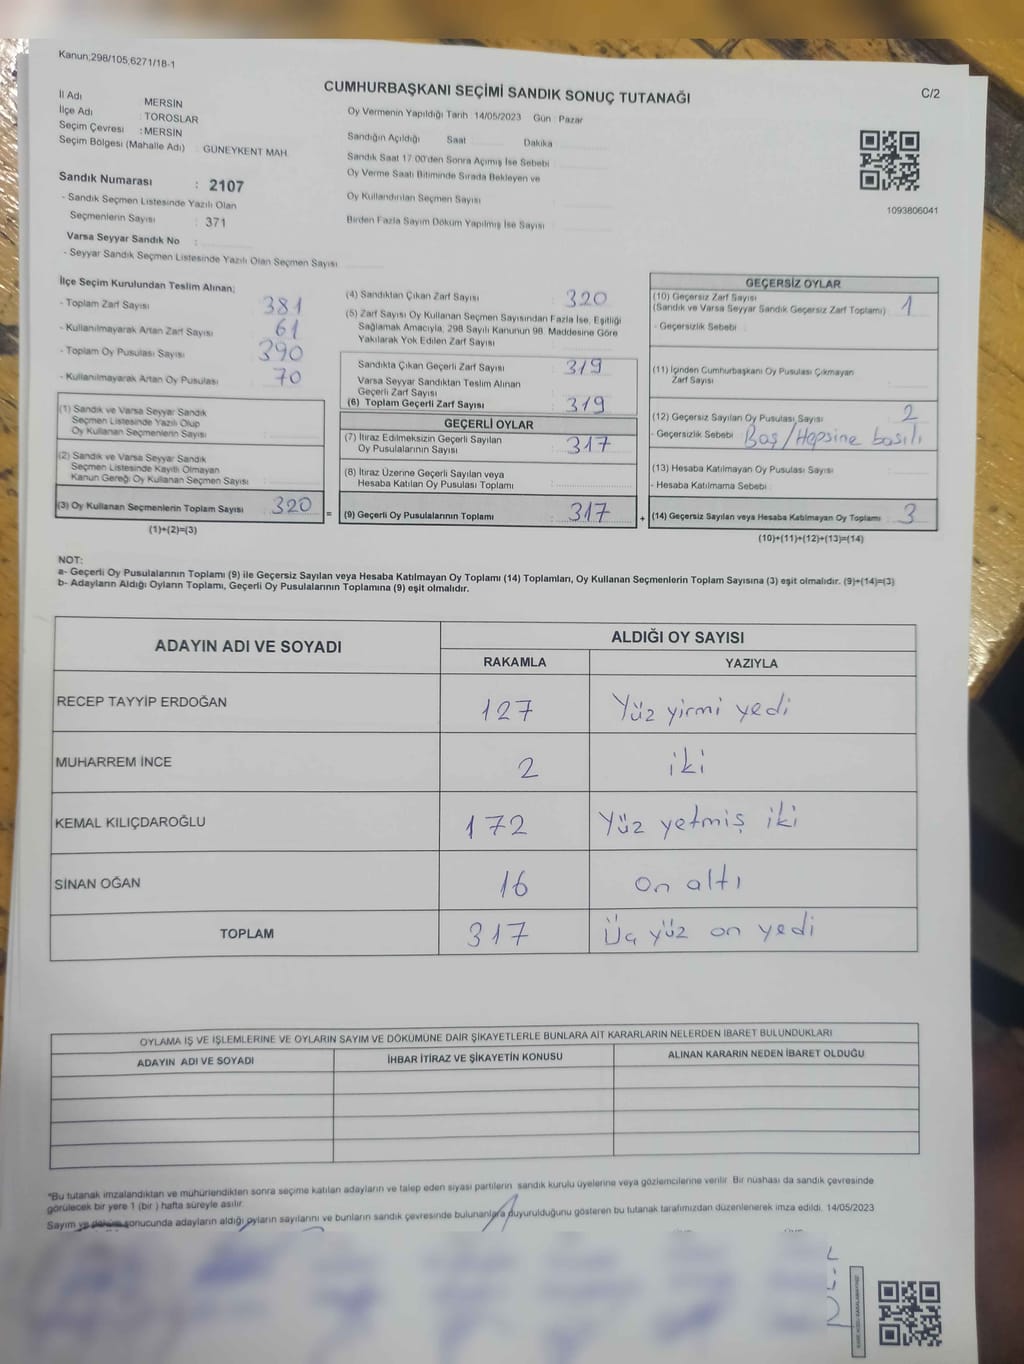 Kanun;298/105,6271/18-1
CUMHURBAŞKANI SEÇİMİ SANDIK SONUÇ TUTANAĞI
C/2
İl Adı MERSİN
İlçe Adı : TOROSLAR
Seçim Çevresi : MERSİN
Seçim Bölgesi (Mahalle Adı) : GÜNEYKENT MAH.
Oy Vermenin Yapıldığı Tarih : 14/05/2023 Gün : Pazar
Sandığın Açıldığı Saat Dakika
Sandık Saat 17:00'den Sonra Açımış İse Sebebi
Oy Verme Saati Bitiminde Sırada Bekleyen ve
Oy Kullandırılan Seçmen Sayısı
Birden Fazla Sayım Döküm Yapılmış İse Sayısı
1093806041
Sandık Numarası : 2107
- Sandık Seçmen Listesinde Yazılı Olan
Seçmenlerin Sayısı : 371
Varsa Seyyar Sandık No :
- Seyyar Sandık Seçmen Listesinde Yazılı Olan Seçmen Sayısı
İlçe Seçim Kurulundan Teslim Alınan;
- Toplam Zarf Sayısı 381
- Kullanılmayarak Artan Zarf Sayısı 61
- Toplam Oy Pusulası Sayısı 390
- Kullanılmayarak Artan Oy Pusulası 70
(1) Sandık ve Varsa Seyyar Sandık
Seçmen Listesinde Yazılı Olup
Oy Kullanan Seçmenlerin Sayısı
(2) Sandık ve Varsa Seyyar Sandık
Seçmen Listesinde Kayıtlı Olmayan
Kanun Gereği Oy Kullanan Seçmen Sayısı
(3) Oy Kullanan Seçmenlerin Toplam Sayısı 320
(1)+(2)=(3)
=
(4) Sandıktan Çıkan Zarf Sayısı : 320
(5) Zarf Sayısı Oy Kullanan Seçmen Sayısından Fazla İse, Eşitliği
Sağlamak Amacıyla, 298 Sayılı Kanunun 98. Maddesine Göre
Yakılarak Yok Edilen Zarf Sayısı
Sandıkta Çıkan Geçerli Zarf Sayısı : 319
Varsa Seyyar Sandıktan Teslim Alınan
Geçerli Zarf Sayısı
(6) Toplam Geçerli Zarf Sayısı : 319
GEÇERLİ OYLAR
(7) İtiraz Edilmeksizin Geçerli Sayılan
Oy Pusulalarının Sayısı : 317
(8) İtiraz Üzerine Geçerli Sayılan veya
Hesaba Katılan Oy Pusulası Toplamı
(9) Geçerli Oy Pusulalarının Toplamı : 317
+
GEÇERSİZ OYLAR
(10) Geçersiz Zarf Sayısı
(Sandık ve Varsa Seyyar Sandık Geçersiz Zarf Toplamı) 1
- Geçersizlik Sebebi
(11) İçinden Cumhurbaşkanı Oy Pusulası Çıkmayan
Zarf Sayısı
(12) Geçersiz Sayılan Oy Pusulası Sayısı 2
- Geçersizlik Sebebi Boş/Hepsine basılı
(13) Hesaba Katılmayan Oy Pusulası Sayısı
- Hesaba Katılmama Sebebi
(14) Geçersiz Sayılan veya Hesaba Katılmayan Oy Toplamı 3
(10)+(11)+(12)+(13)=(14)
NOT:
a- Geçerli Oy Pusulalarının Toplamı (9) ile Geçersiz Sayılan veya Hesaba Katılmayan Oy Toplamı (14) Toplamları, Oy Kullanan Seçmenlerin Toplam Sayısına (3) eşit olmalıdır. (9)+(14)=(3)
b- Adayların Aldığı Oyların Toplamı, Geçerli Oy Pusulalarının Toplamına (9) eşit olmalıdır.
ADAYIN ADI VE SOYADI ALDIĞI OY SAYISI
RAKAMLA YAZIYLA
RECEP TAYYİP ERDOĞAN 127 Yüz yirmi yedi
MUHARREM İNCE 2 iki
KEMAL KILIÇDAROĞLU 172 Yüz yetmiş iki
SİNAN OĞAN 16 On altı
TOPLAM 317 Üç yüz on yedi
OYLAMA İŞ VE İŞLEMLERİNE VE OYLARIN SAYIM VE DÖKÜMÜNE DAİR ŞİKAYETLERLE BUNLARA AİT KARARLARIN NELERDEN İBARET BULUNDUKLARI
ADAYIN ADI VE SOYADI İHBAR İTİRAZ VE ŞİKAYETİN KONUSU ALINAN KARARIN NEDEN İBARET OLDUĞU
*Bu tutanak imzalandıktan ve mühürlendikten sonra seçime katılan adayların ve talep eden siyasi partilerin sandık kurulu üyelerine veya gözlemcilerine verilir. Bir nüshası da sandık çevresinde
görülecek bir yere 1 (bir ) hafta süreyle asılır.
Sayım ve döküm sonucunda adayların aldığı oyların sayılarını ve bunların sandık çevresinde bulunanlara duyurulduğunu gösteren bu tutanak tarafımızdan düzenlenerek imza edildi. 14/05/2023